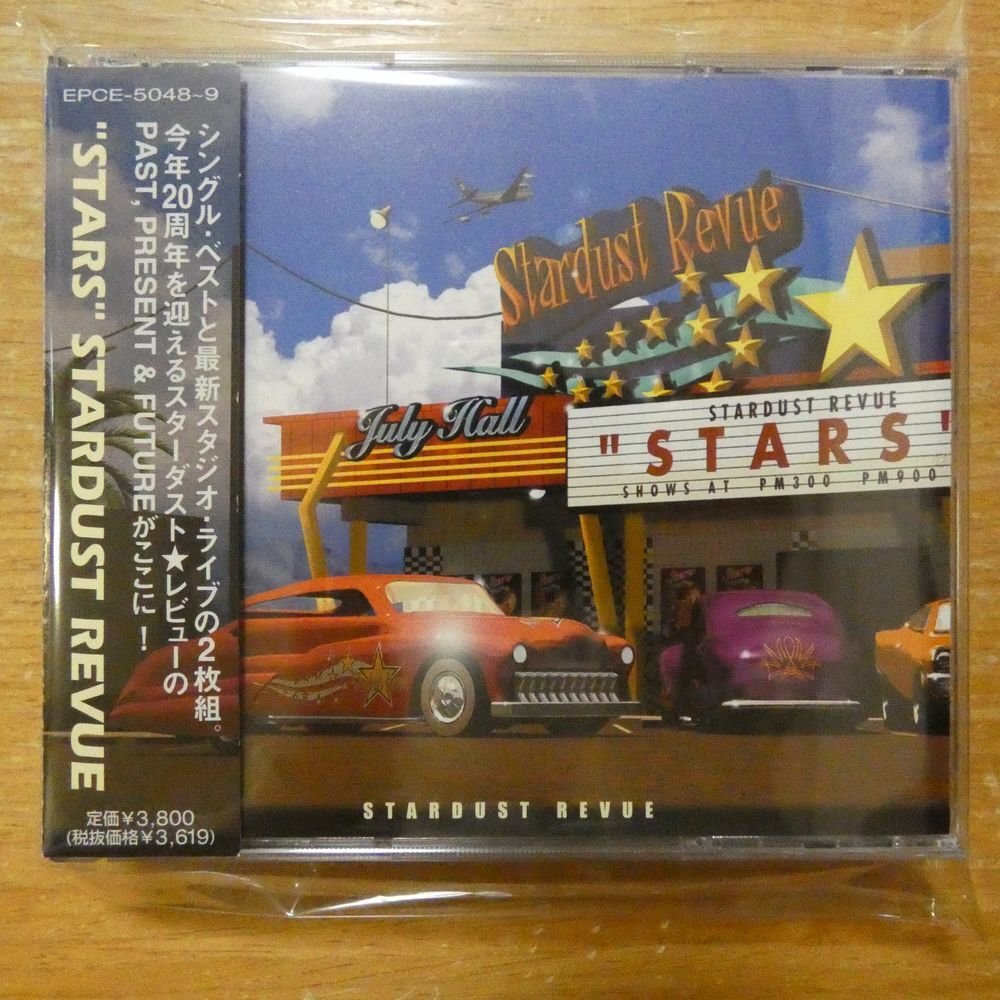 EPCE-5048~9
シングル・ベストと最新スタジオ・ライブの2枚組。
今年20周年を迎えるスターダスト★レビューの
PAST, PRESENT & FUTUREがここに！
"STARS" STARDUST REVUE
定価¥3,800
(税抜価格¥3,619)
Stardust Revue
July Hall
STARDUST REVUE
"STARS"
SHOWS AT PM300 PM900
STARDUST REVUE